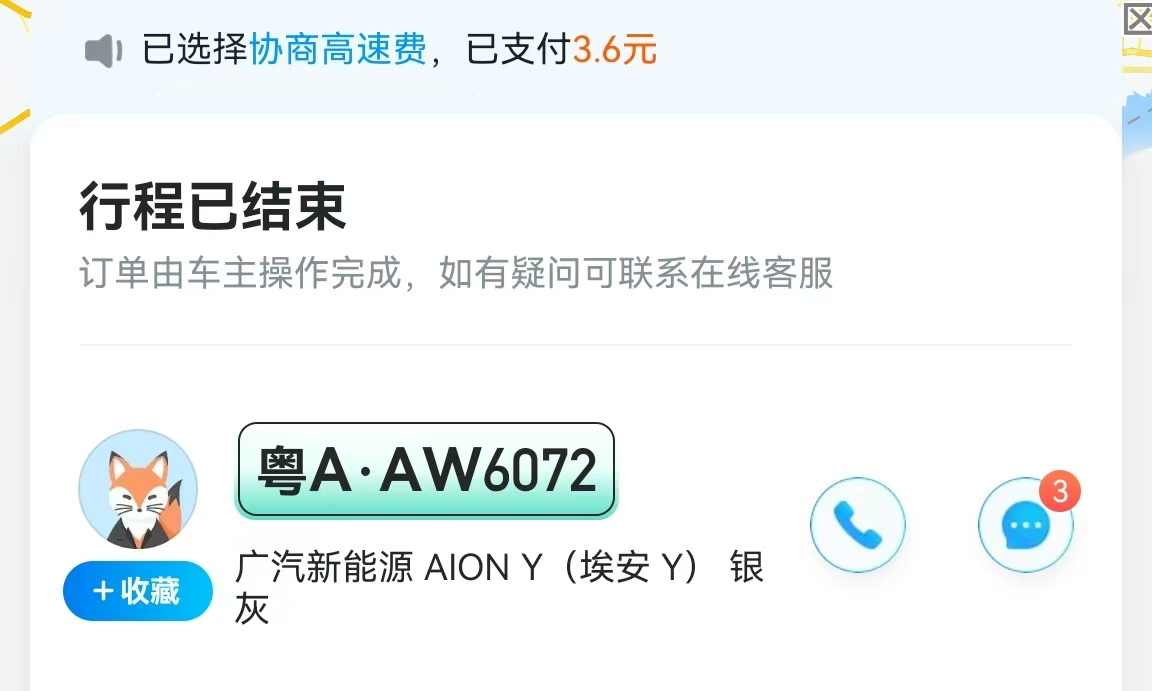 已选择协商高速费，已支付3.6元
行程已结束
订单由车主操作完成，如有疑问可联系在线客服
粤A·AW6072
3
广汽新能源 AION Y（埃安 Y） 银
灰
+收藏